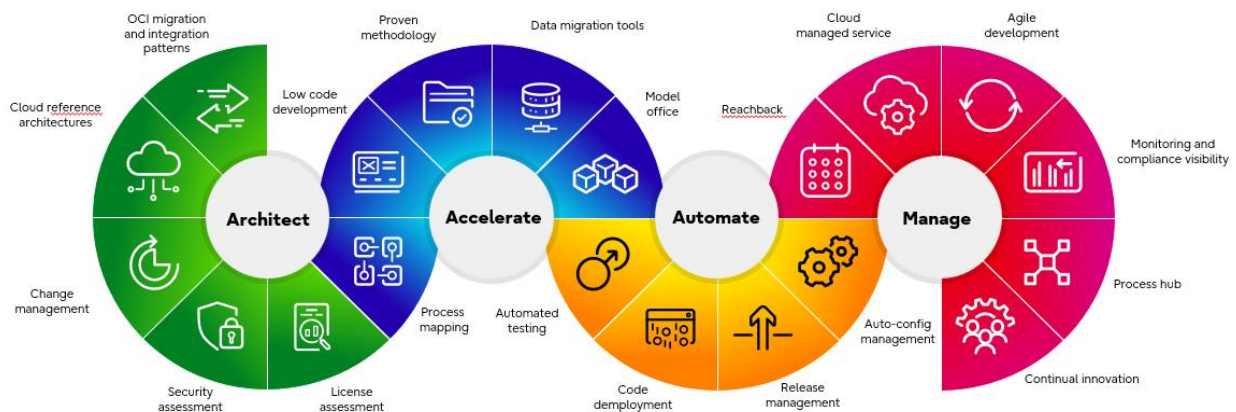 OCI migration
and integration
patterns
Cloud reference
architectures
Change
management
Security
assessment
License
assessment
Architect
Low code
development
Proven
methodology
Data migration tools
Model
office
Process
mapping
Accelerate
Automated
testing
Code
demployment
Release
management
Auto-config
management
Automate
Reachback
Cloud
managed service
Agile
development
Monitoring and
compliance visibility
Process hub
Continual innovation
Manage